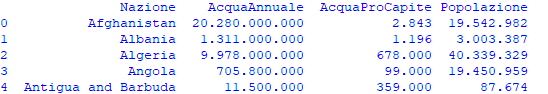 Nazione AcquaAnnuale AcquaProCapite Popolazione
0 Afghanistan 20.280.000.000 2.843 19.542.982
1 Albania 1.311.000.000 1.196 3.003.387
2 Algeria 9.978.000.000 678.000 40.339.329
3 Angola 705.800.000 99.000 19.450.959
4 Antigua and Barbuda 11.500.000 359.000 87.674